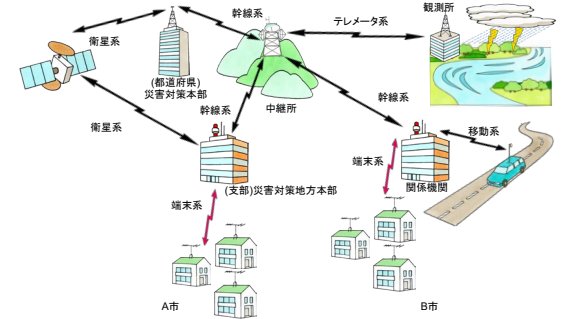 幹線系
テレメータ系
観測所
衛星系
(都道府県)
災害対策本部
中継所
幹線系
幹線系
衛星系
移動系
端末系
関係機関
(支部)災害対策地方本部
端末系
A市
B市